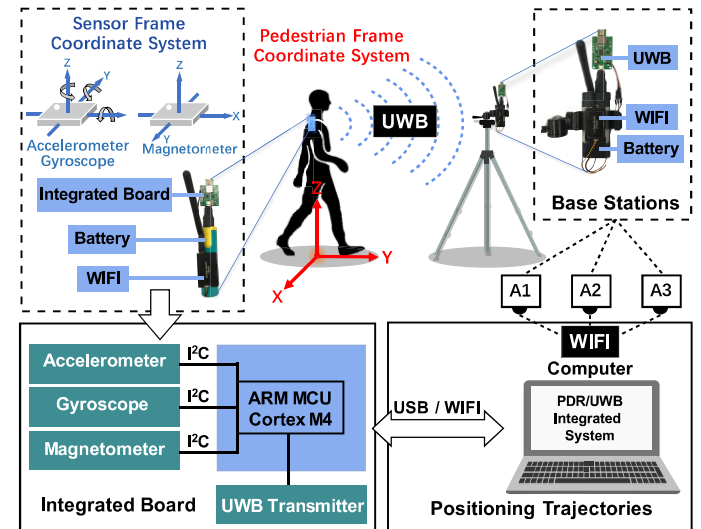 Sensor Frame
Coordinate System
Z
Y
Z
X
Y
Accelerometer
Gyroscope
Magnetometer
Integrated Board
Battery
WIFI
Pedestrian Frame
Coordinate System
UWB
Z
Y
X
UWB
WIFI
Battery
Base Stations
A1
A2
A3
WIFI
Computer
PDR/UWB
Integrated
System
Positioning Trajectories
USB / WIFI
Accelerometer
I²C
Gyroscope
I²C
Magnetometer
I²C
ARM MCU
Cortex M4
UWB Transmitter
Integrated Board